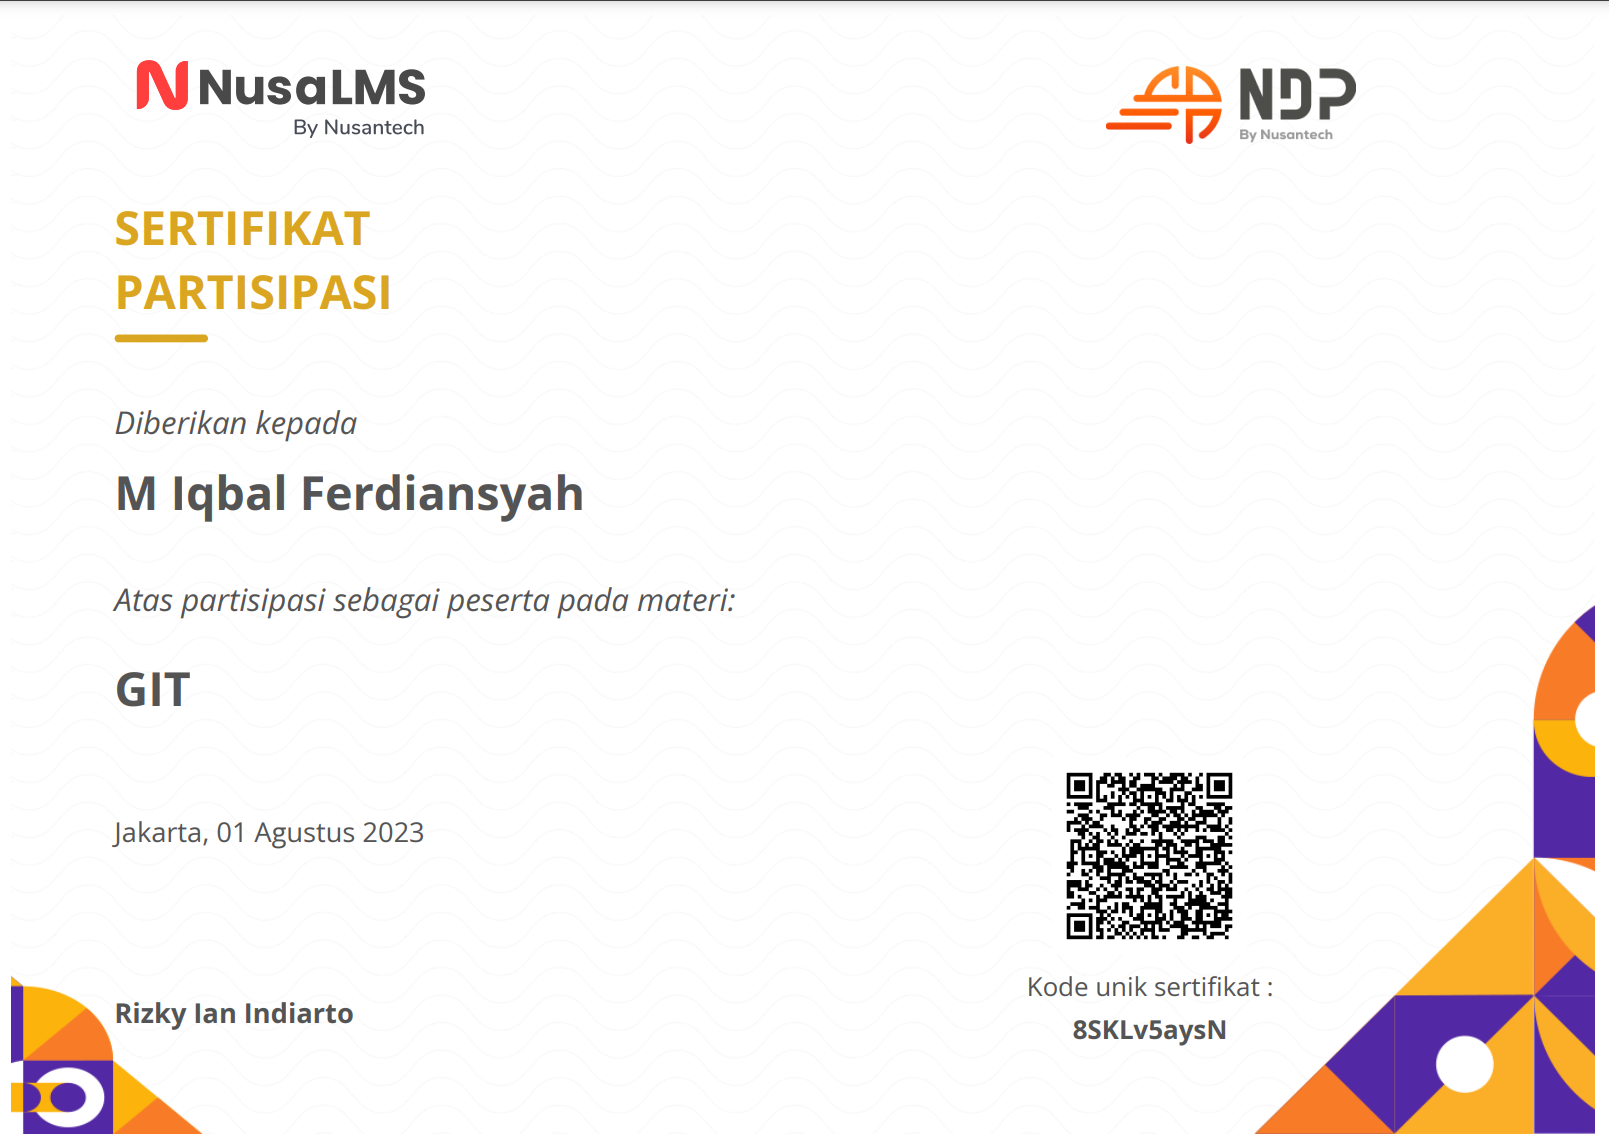 NusaLMS
By Nusantech
NDP
By Nusantech
SERTIFIKAT
PARTISIPASI
Diberikan kepada
M Iqbal Ferdiansyah
Atas partisipasi sebagai peserta pada materi:
GIT
Jakarta, 01 Agustus 2023
Rizky Ian Indiarto
Kode unik sertifikat :
8SKLv5aysN